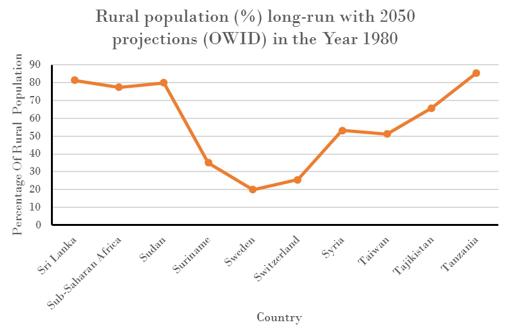 Rural population (%) long-run with 2050
projections (OWID) in the Year 1980
Percentage Of Rural Population
90
80
70
60
50
40
30
20
10
0
Sri Lanka
Sub-Saharan Africa
Sudan
Suriname
Sweden
Switzerland
Syria
Taiwan
Tajikistan
Tanzania
Country